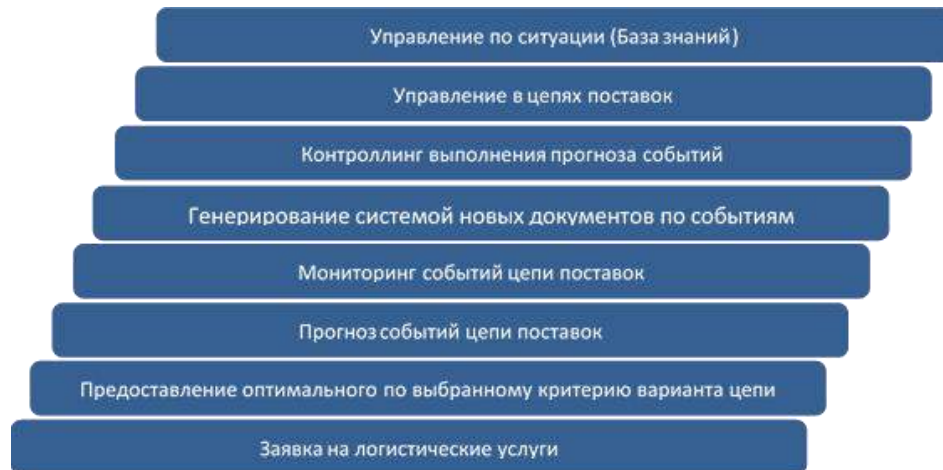 Управление по ситуации (База знаний)
Управление в цепях поставок
Контроллинг выполнения прогноза событий
Генерирование системой новых документов по событиям
Мониторинг событий цепи поставок
Прогноз событий цепи поставок
Предоставление оптимального по выбранному критерию варианта цепи
Заявка на логистические услуги